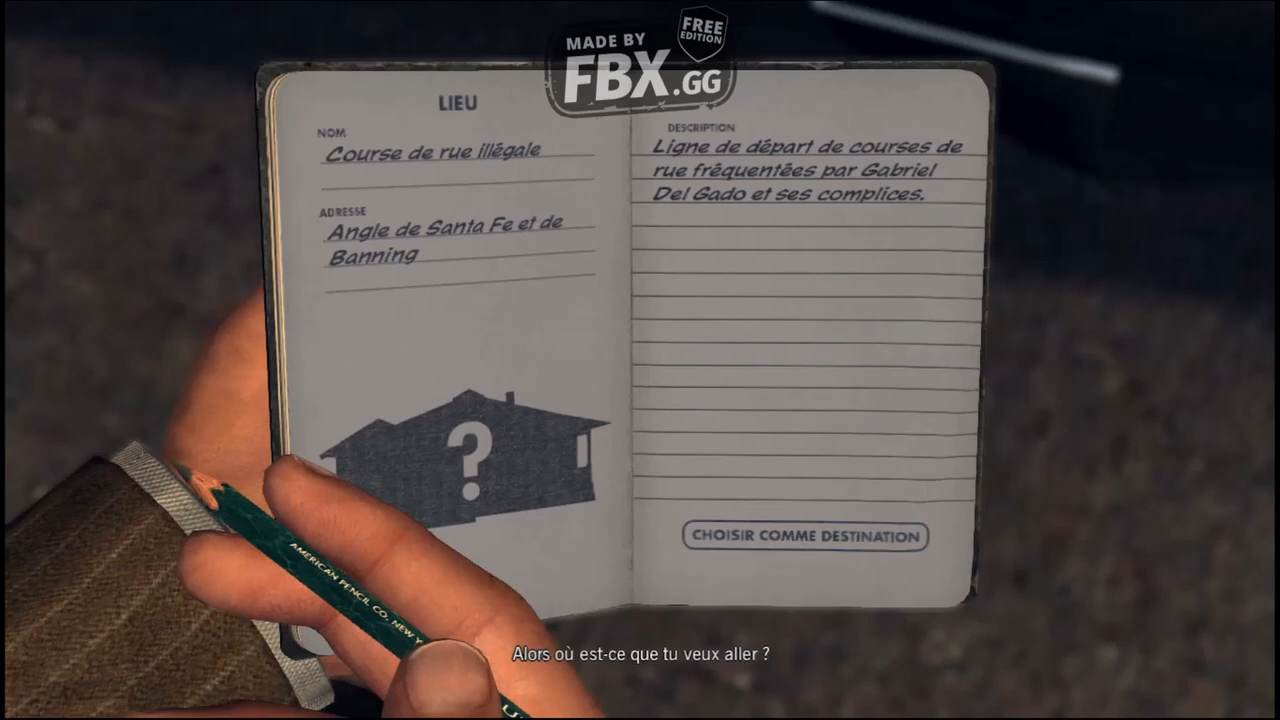 MADE BY
FREE
EDITION
FBX.GG
LIEU
NOM
Course de rue illégale
ADRESSE
Angle de Santa Fe et de
Banning
?
DESCRIPTION
Ligne de départ de courses de
rue fréquentées par Gabriel
Del Gado et ses complices.
CHOISIR COMME DESTINATION
AMERICAN PENCIL CO. NEW Y
Alors où est-ce que tu veux aller ?